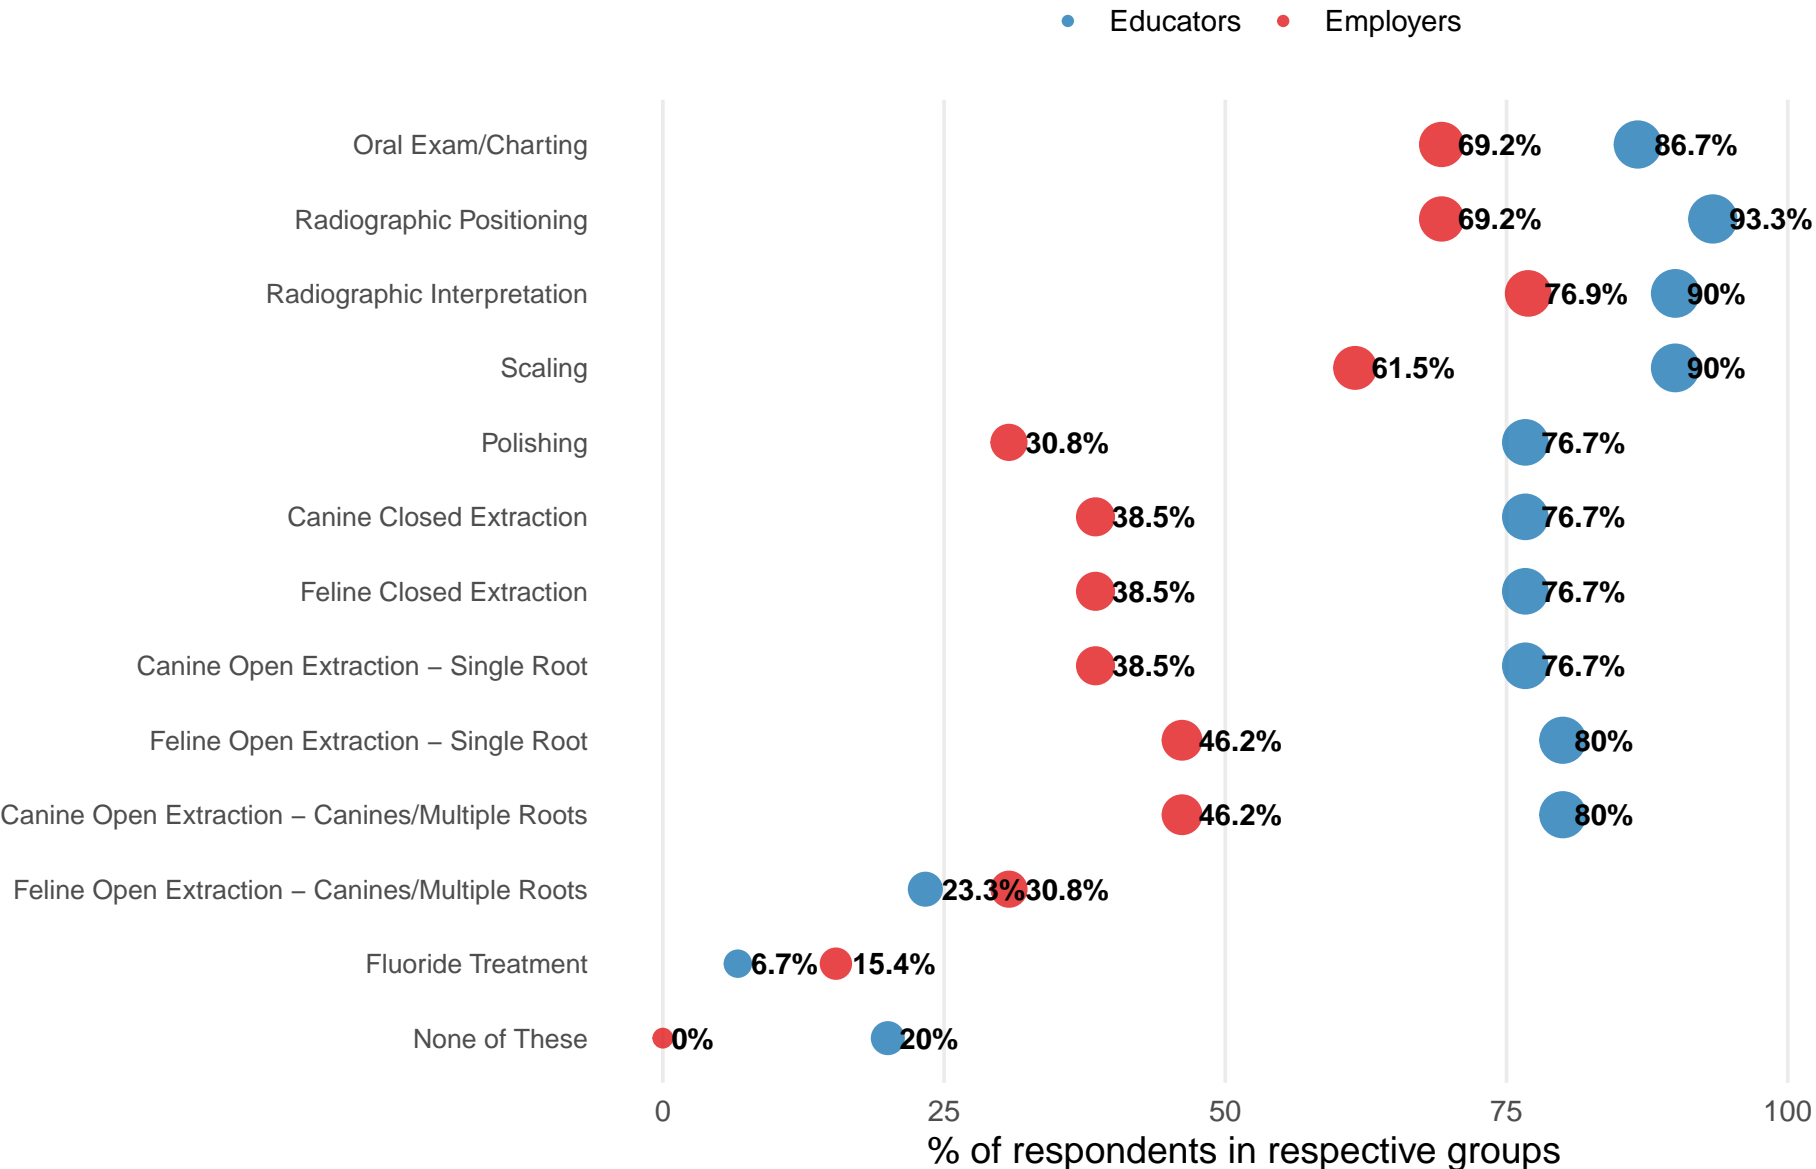 Educators Employers
Oral Exam/Charting 69.2% 86.7%
Radiographic Positioning 69.2% 93.3%
Radiographic Interpretation 76.9% 90%
Scaling 61.5% 90%
Polishing 30.8% 76.7%
Canine Closed Extraction 38.5% 76.7%
Feline Closed Extraction 38.5% 76.7%
Canine Open Extraction – Single Root 38.5% 76.7%
Feline Open Extraction – Single Root 46.2% 80%
Canine Open Extraction – Canines/Multiple Roots 46.2% 80%
Feline Open Extraction – Canines/Multiple Roots 23.3% 30.8%
Fluoride Treatment 6.7% 15.4%
None of These 0% 20%
0 25 50 75 100
% of respondents in respective groups